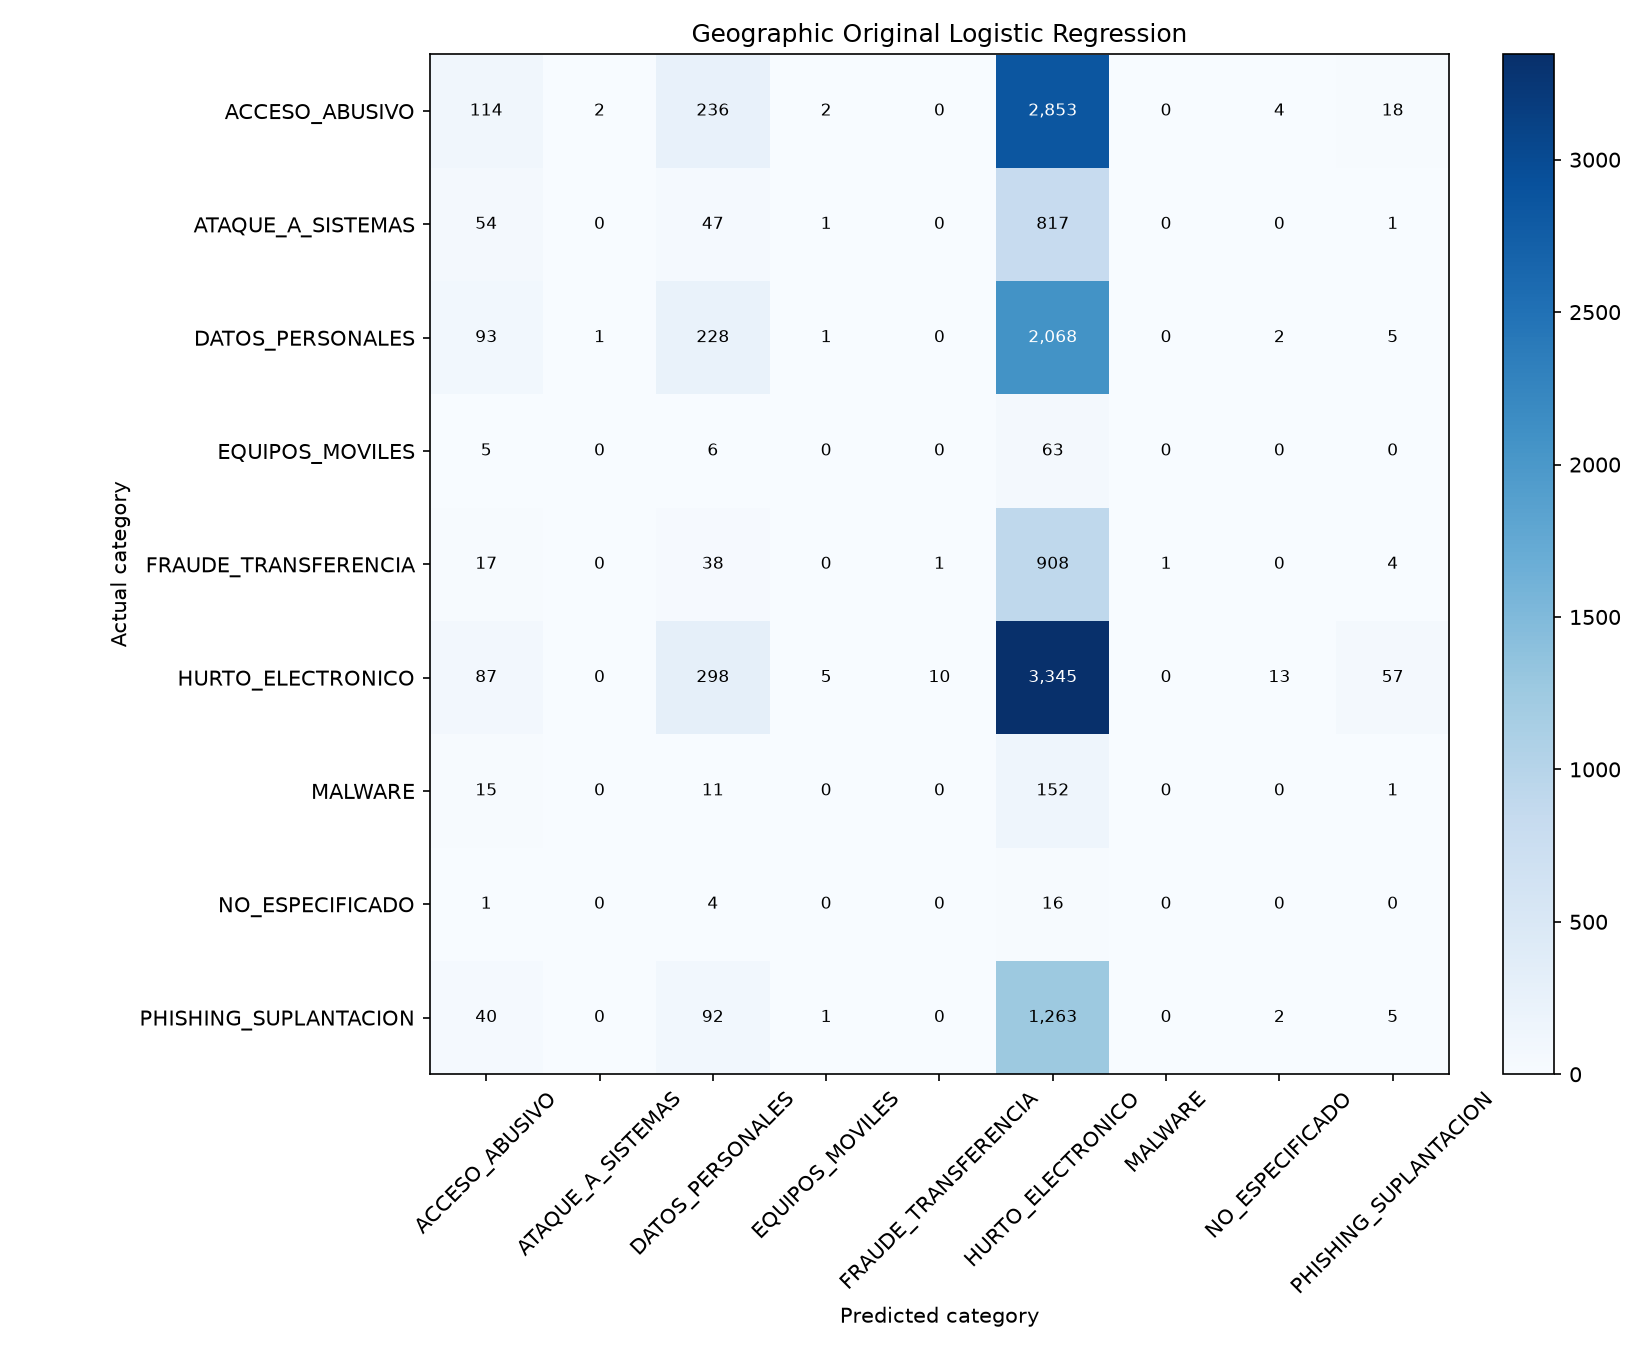 Geographic Original Logistic Regression
ACCESO_ABUSIVO 114 2 236 2 0 2,853 0 4 18
ATAQUE_A_SISTEMAS 54 0 47 1 0 817 0 0 1
DATOS_PERSONALES 93 1 228 1 0 2,068 0 2 5
EQUIPOS_MOVILES 5 0 6 0 0 63 0 0 0
FRAUDE_TRANSFERENCIA 17 0 38 0 1 908 1 0 4
HURTO_ELECTRONICO 87 0 298 5 10 3,345 0 13 57
MALWARE 15 0 11 0 0 152 0 0 1
NO_ESPECIFICADO 1 0 4 0 0 16 0 0 0
PHISHING_SUPLANTACION 40 0 92 1 0 1,263 0 2 5
Actual category
ACCESO_ABUSIVO
ATAQUE_A_SISTEMAS
DATOS_PERSONALES
EQUIPOS_MOVILES
FRAUDE_TRANSFERENCIA
HURTO_ELECTRONICO
MALWARE
NO_ESPECIFICADO
PHISHING_SUPLANTACION
Predicted category
3000
2500
2000
1500
1000
500
0